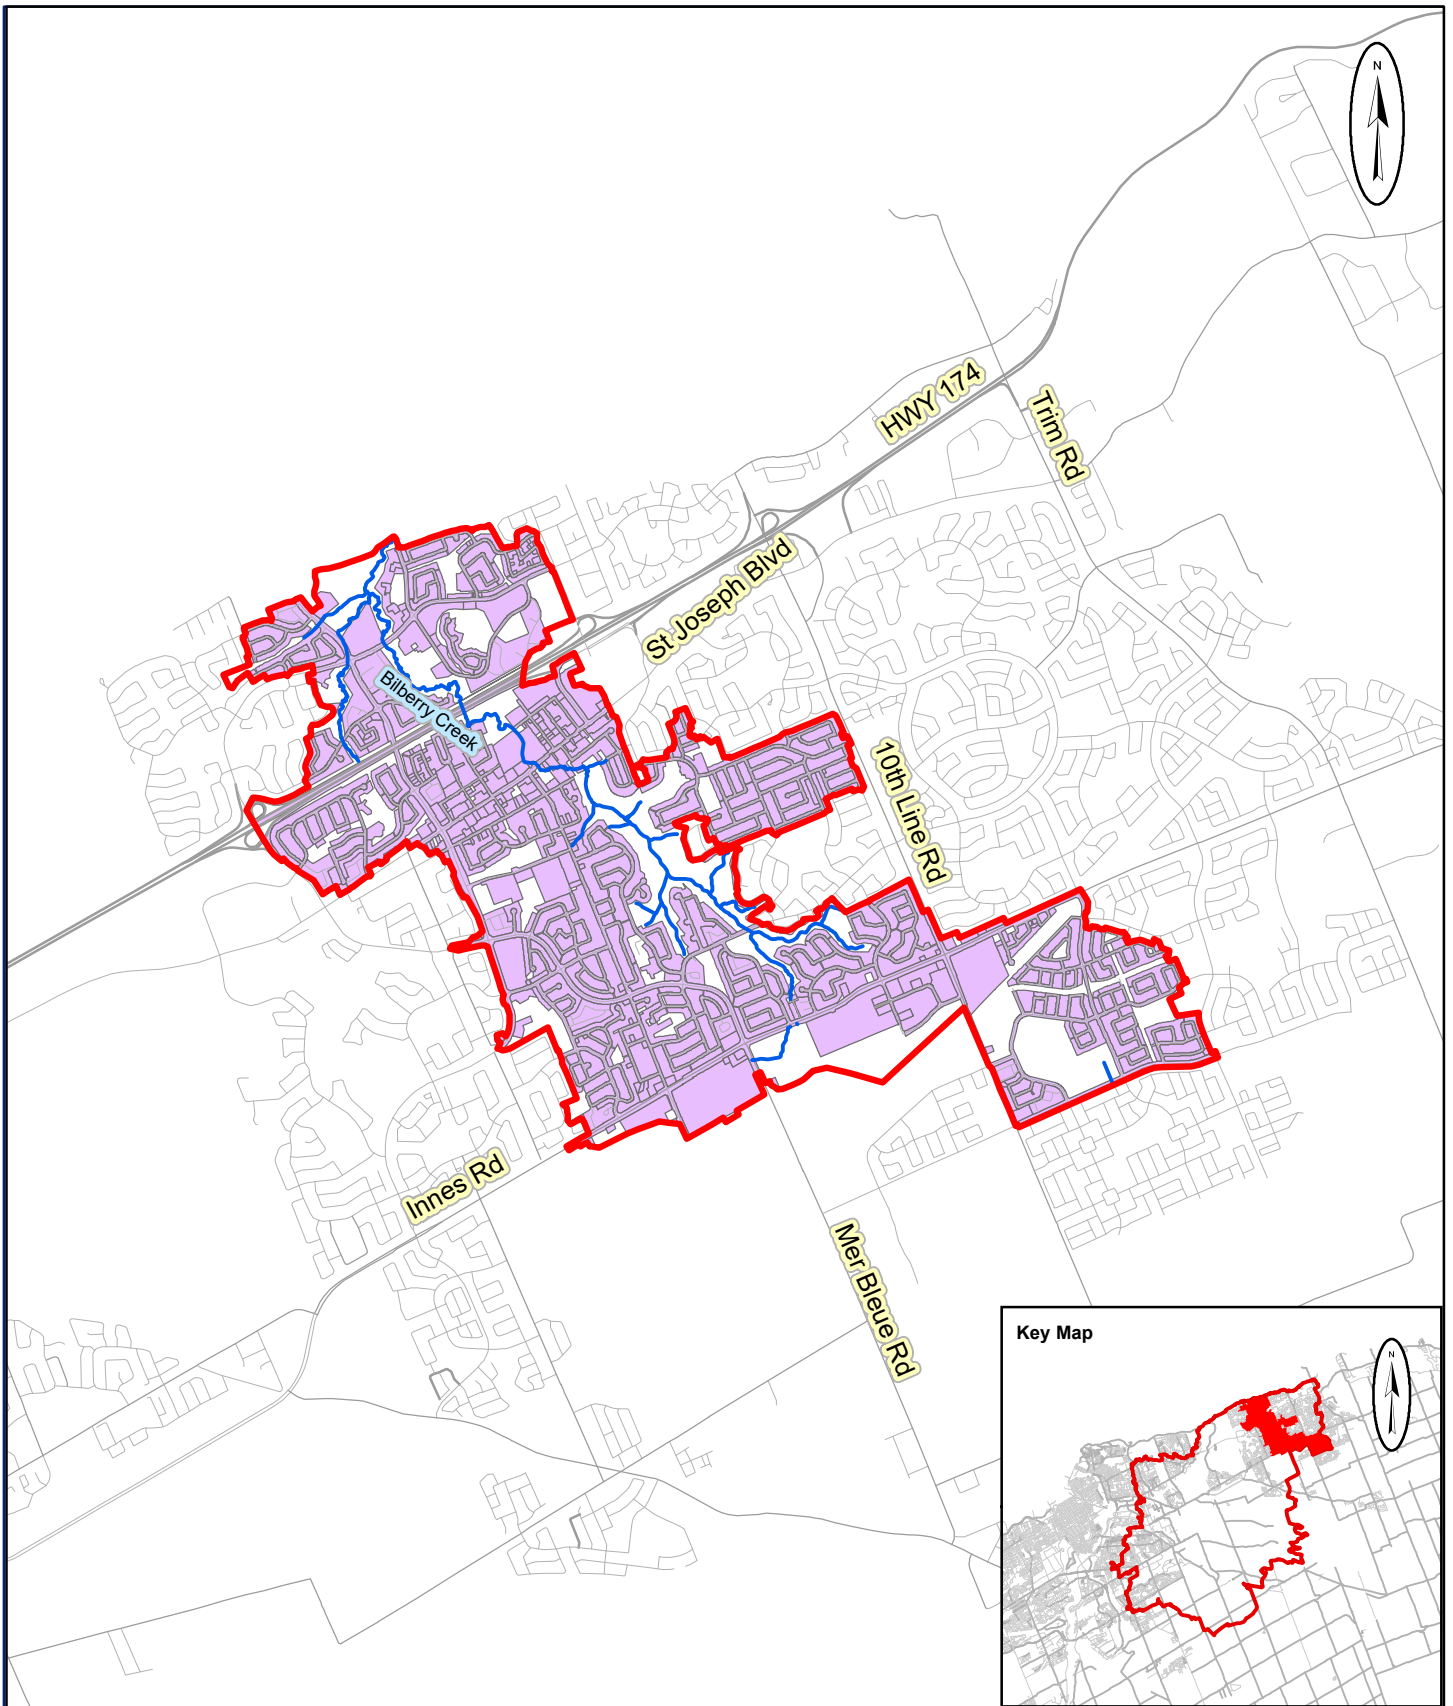 N
HWY 174
Trim Rd
St Joseph Blvd
Bilberry Creek
10th Line Rd
Innes Rd
Mer Bleue Rd
Key Map
N